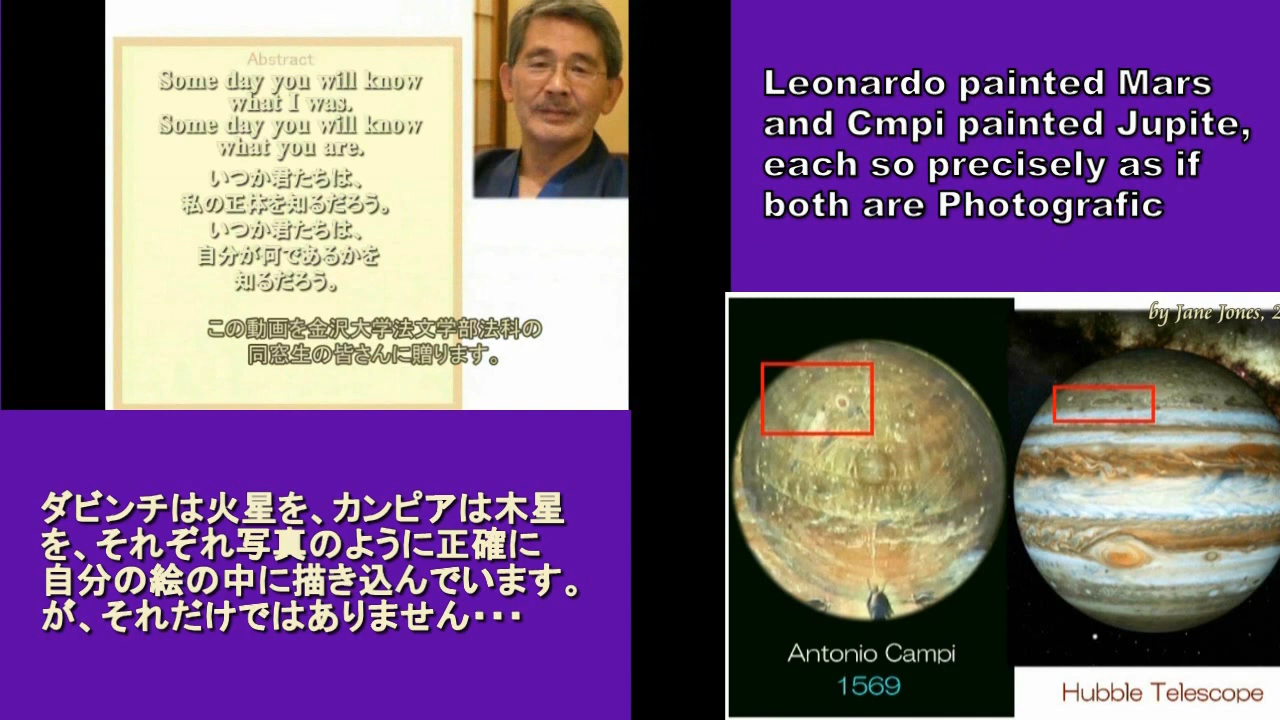 Abstract
Some day you will know
what I was.
Some day you will know
what you are.
いつか君たちは、
私の正体を知るだろう。
いつか君たちは、
自分が何であるかを
知るだろう。
この動画を金沢大学法文学部法科の
同窓生の皆さんに贈ります。
Leonardo painted Mars
and Cmpi painted Jupite,
each so precisely as if
both are Photografic
ダビンチは火星を、カンピアは木星
を、それぞれ写真のように正確に
自分の絵の中に描き込んでいます。
が、それだけではありません・・・
by Jane Jones, 2
Antonio Campi
1569
Hubble Telescope